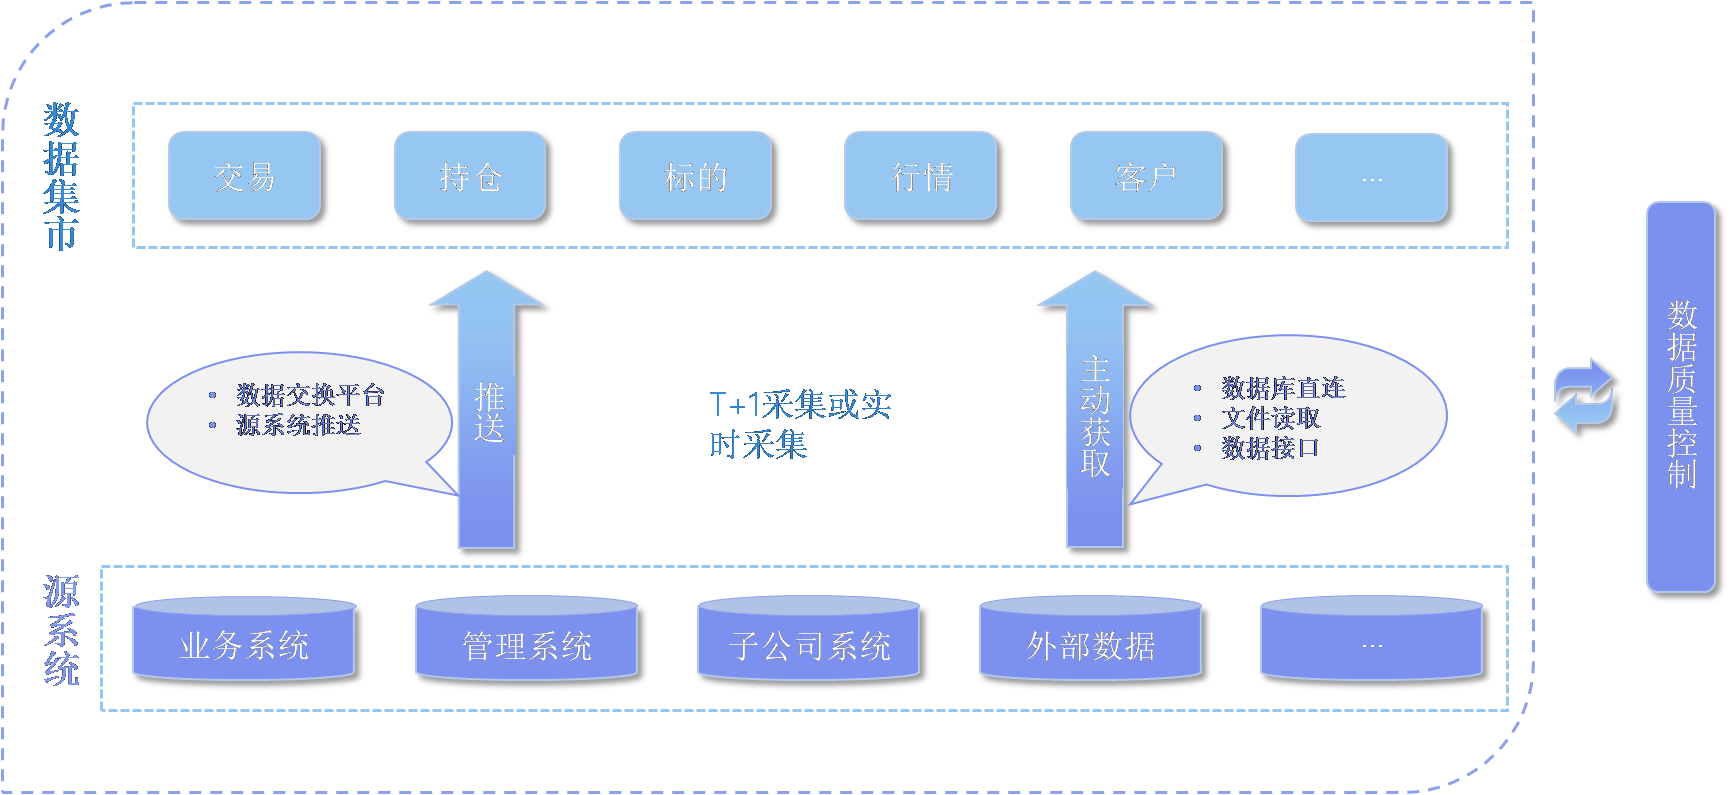 数据集市
交易
持仓
标的
行情
客户
...
推送
数据交换平台
源系统推送
T+1采集或实
时采集
主动获取
数据库直连
文件读取
数据接口
数据质量控制
源系统
业务系统
管理系统
子公司系统
外部数据
...